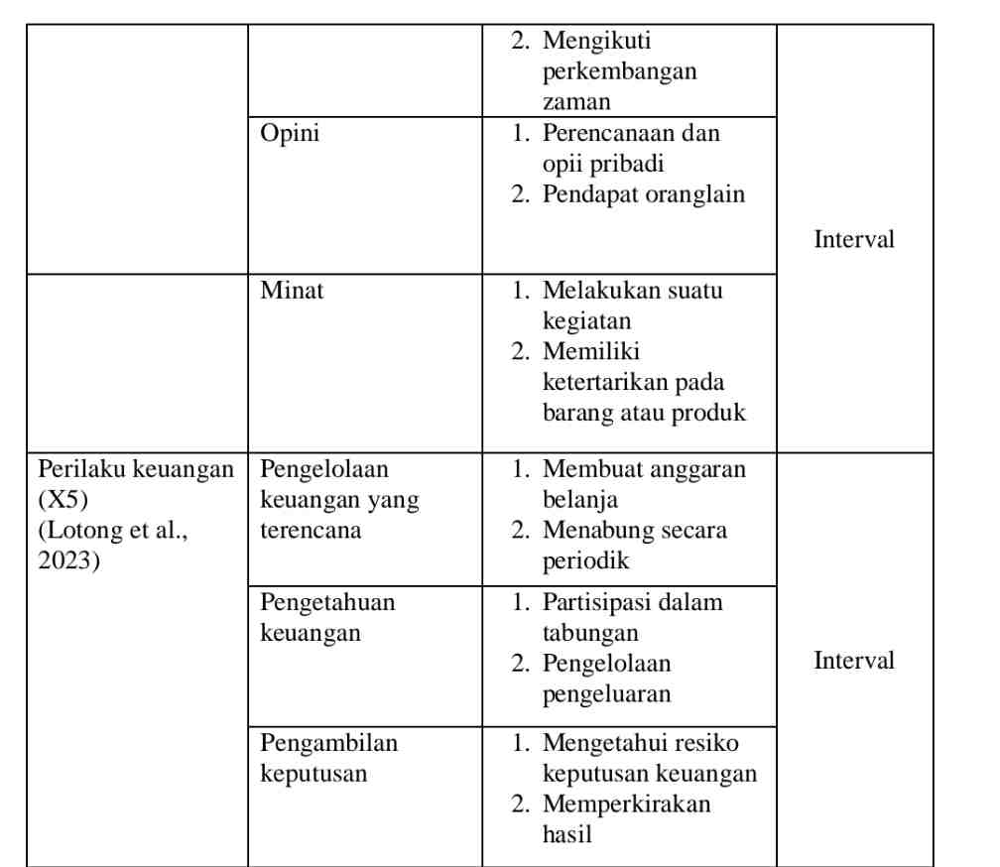 2. Mengikuti
perkembangan
zaman
Opini
1. Perencanaan dan
opii pribadi
2. Pendapat oranglain
Interval
Minat
1. Melakukan suatu
kegiatan
2. Memiliki
ketertarikan pada
barang atau produk
Perilaku keuangan
(X5)
(Lotong et al.,
2023)
Pengelolaan
keuangan yang
terencana
1. Membuat anggaran
belanja
2. Menabung secara
periodik
Pengetahuan
keuangan
1. Partisipasi dalam
tabungan
2. Pengelolaan
pengeluaran
Interval
Pengambilan
keputusan
1. Mengetahui resiko
keputusan keuangan
2. Memperkirakan
hasil